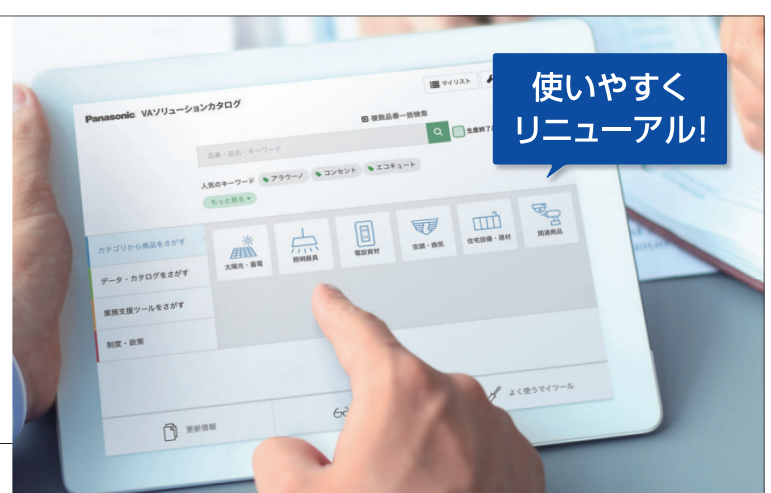 使いやすく
リニューアル!
Panasonic VAソリューションカタログ
マイリスト
複数品番一括検索
品番・品名・キーワード
生産終了
人気のキーワード アラウーノ コンセント エコキュート
もっと見る
カテゴリから商品をさがす
データ・カタログをさがす
業務支援ツールをさがす
制度・政策
太陽光・蓄電
照明器具
電設資材
空調・換気
住宅設備・建材
関連商品
更新情報
よく使うマイツール